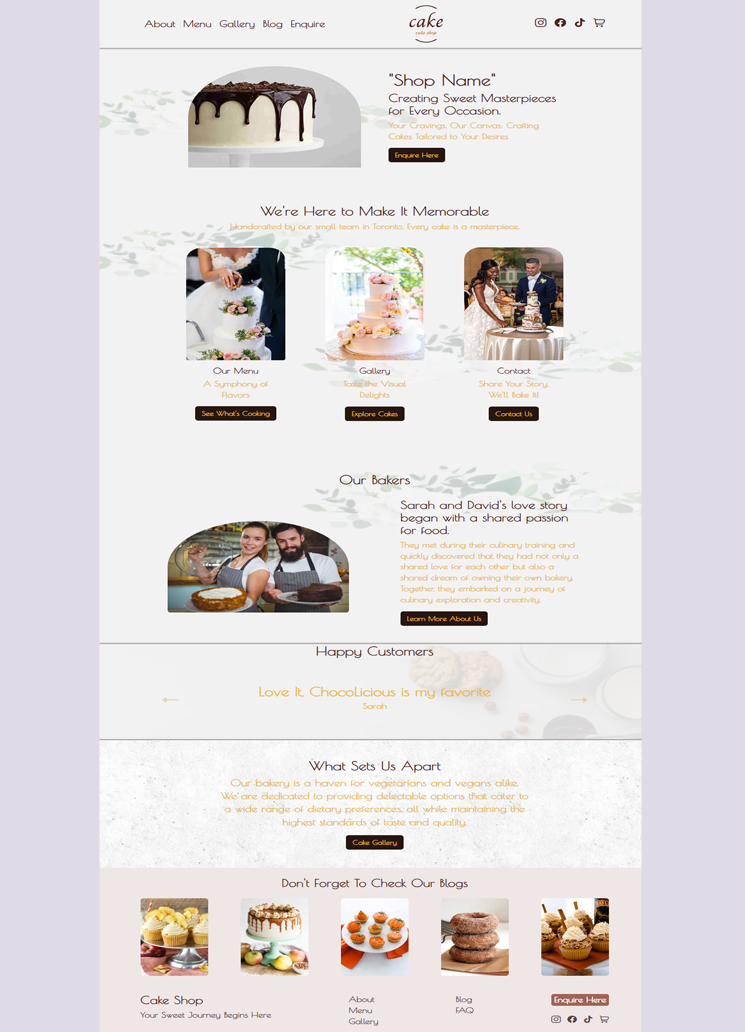 About Menu Gallery Blog Enquire
cake
cake shop
"Shop Name"
Creating Sweet Masterpieces
for Every Occasion.
Your Cravings, Our Canvas: Crafting
Cakes Tailored to Your Desires
Enquire Here
We're Here to Make It Memorable
Handcrafted by our small team in Toronto, Every cake is a masterpiece.
Our Menu
A Symphony of
Flavors
See What's Cooking
Gallery
Taste the Visual
Delights
Explore Cakes
Contact
Share Your Story,
We'll Bake It!
Contact Us
Our Bakers
Sarah and David's love story
began with a shared passion
for food.
They met during their culinary training and
quickly discovered that they had not only a
shared love for each other but also a
shared dream of owning their own bakery.
Together, they embarked on a journey of
culinary exploration and creativity.
Learn More About Us
Happy Customers
Love It, ChocoLicious is my favorite
Sarah
What Sets Us Apart
Our bakery is a haven for vegetarians and vegans alike.
We are dedicated to providing delectable options that cater to
a wide range of dietary preferences, all while maintaining the
highest standards of taste and quality.
Cake Gallery
Don't Forget To Check Our Blogs
Cake Shop
Your Sweet Journey Begins Here
About
Menu
Gallery
Blog
FAQ
Enquire Here